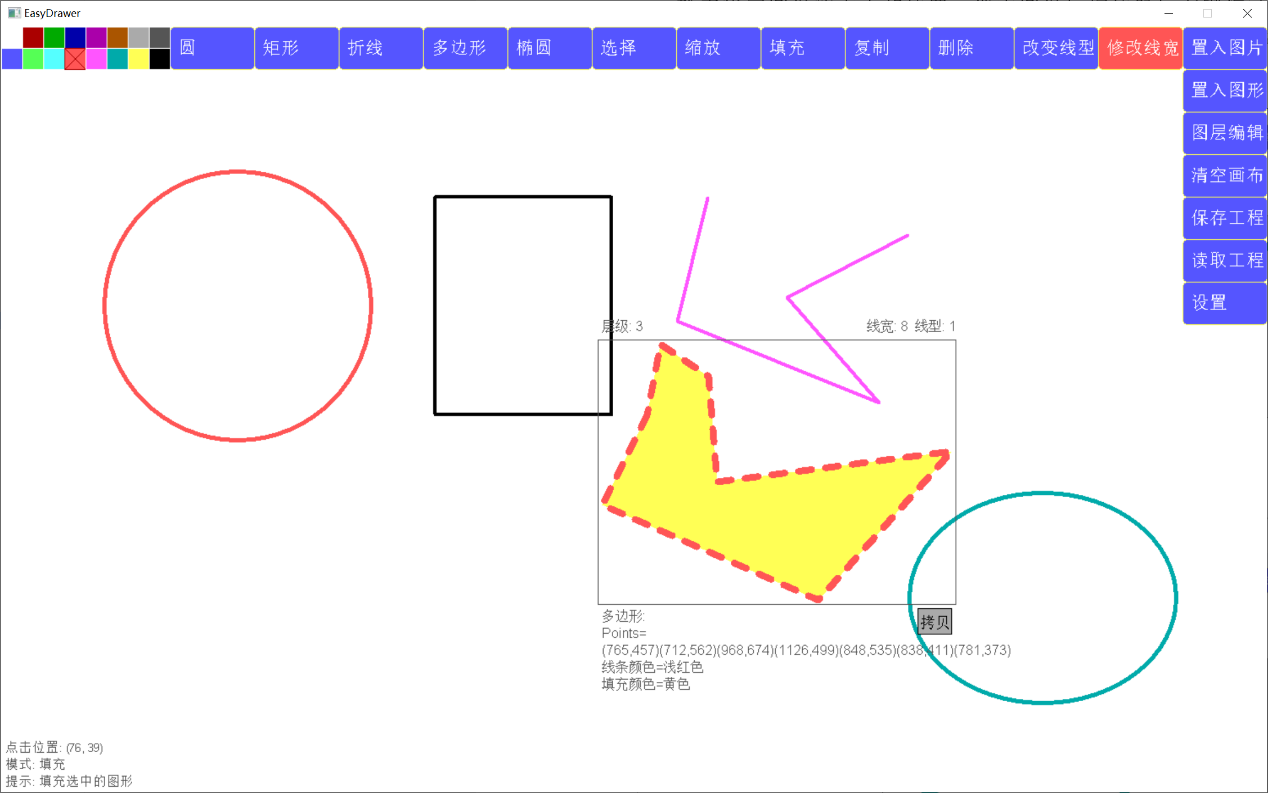 EasyDrawer
圆 矩形 折线 多边形 椭圆 选择 缩放 填充 复制 删除 改变线型 修改线宽 置入图片
置入图形
图层编辑
清空画布
保存工程
读取工程
设置
层级: 3 线宽: 8 线型: 1
多边形:
拷贝
Points=
(765,457)(712,562)(968,674)(1126,499)(848,535)(838,411)(781,373)
线条颜色=浅红色
填充颜色=黄色
点击位置: (76, 39)
模式: 填充
提示: 填充选中的图形